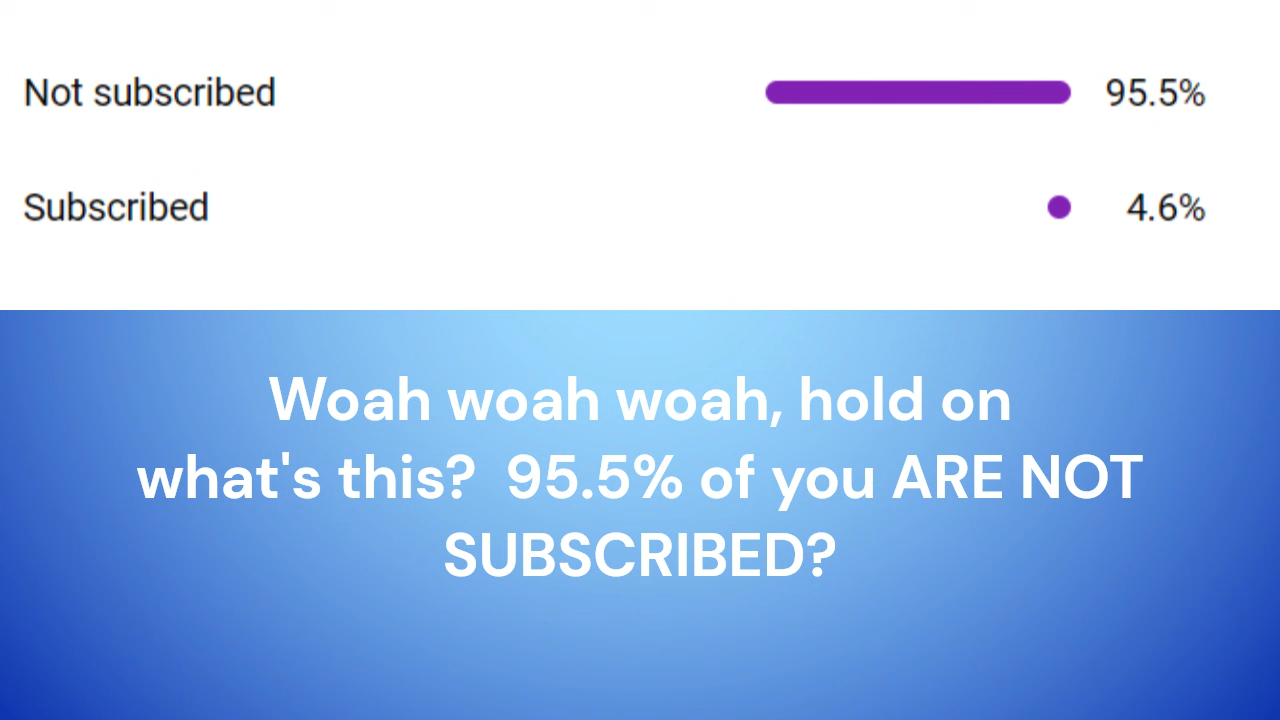 Not subscribed 95.5%
Subscribed 4.6%
Woah woah woah, hold on
what's this?  95.5% of you ARE NOT
SUBSCRIBED?